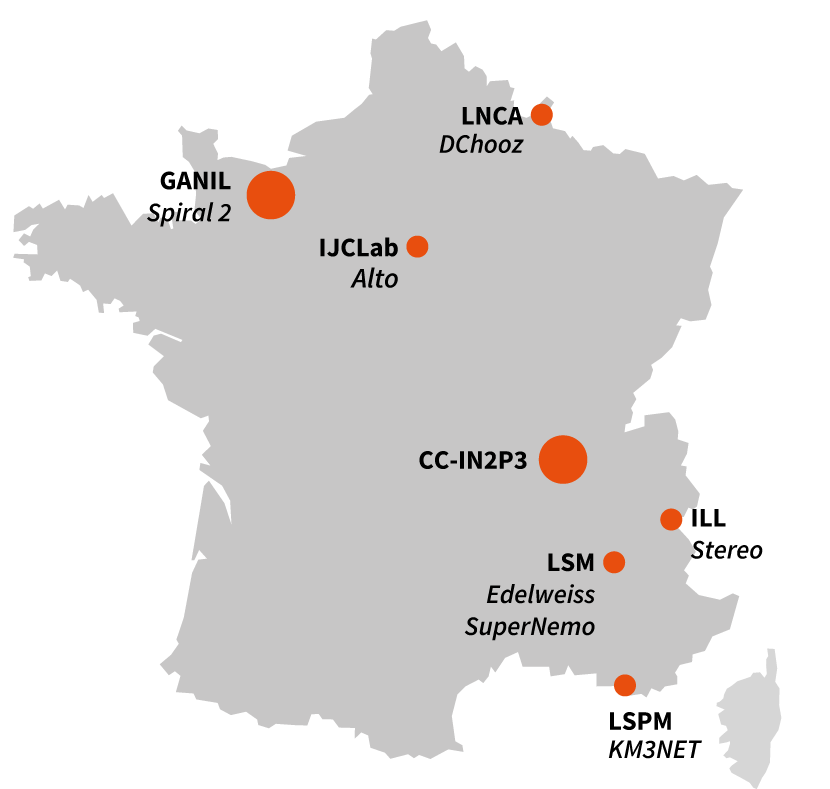 LNCA
DChooz
GANIL
Spiral 2
IJCLab
Alto
CC-IN2P3
ILL
Stereo
LSM
Edelweiss
SuperNemo
LSPM
KM3NET